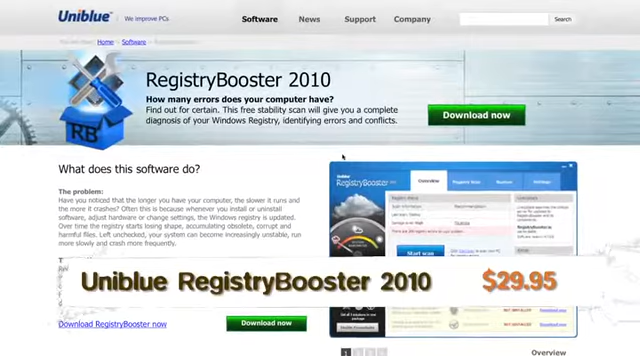 Uniblue We improve PCs Software News Support Company Search
Home > Software >
RegistryBooster 2010
How many errors does your computer have?
Find out for certain. This free stability scan will give you a complete
diagnosis of your Windows Registry, identifying errors and conflicts.
Download now
RB
What does this software do?
The problem:
Have you noticed that the longer you have your computer, the slower it runs and
the more it crashes? Often this is because whenever you install or uninstall
software, adjust hardware or change settings, the Windows registry is updated.
Over time the registry starts losing shape, accumulating obsolete, corrupt and
harmful files. Left unchecked, your system can become increasingly unstable, run
more slowly and crash more frequently.
Uniblue
RegistryBooster
Overview
Start scan
Uniblue RegistryBooster 2010 $29.95
Download RegistryBooster now
Download now
1 2 3 4
Overview